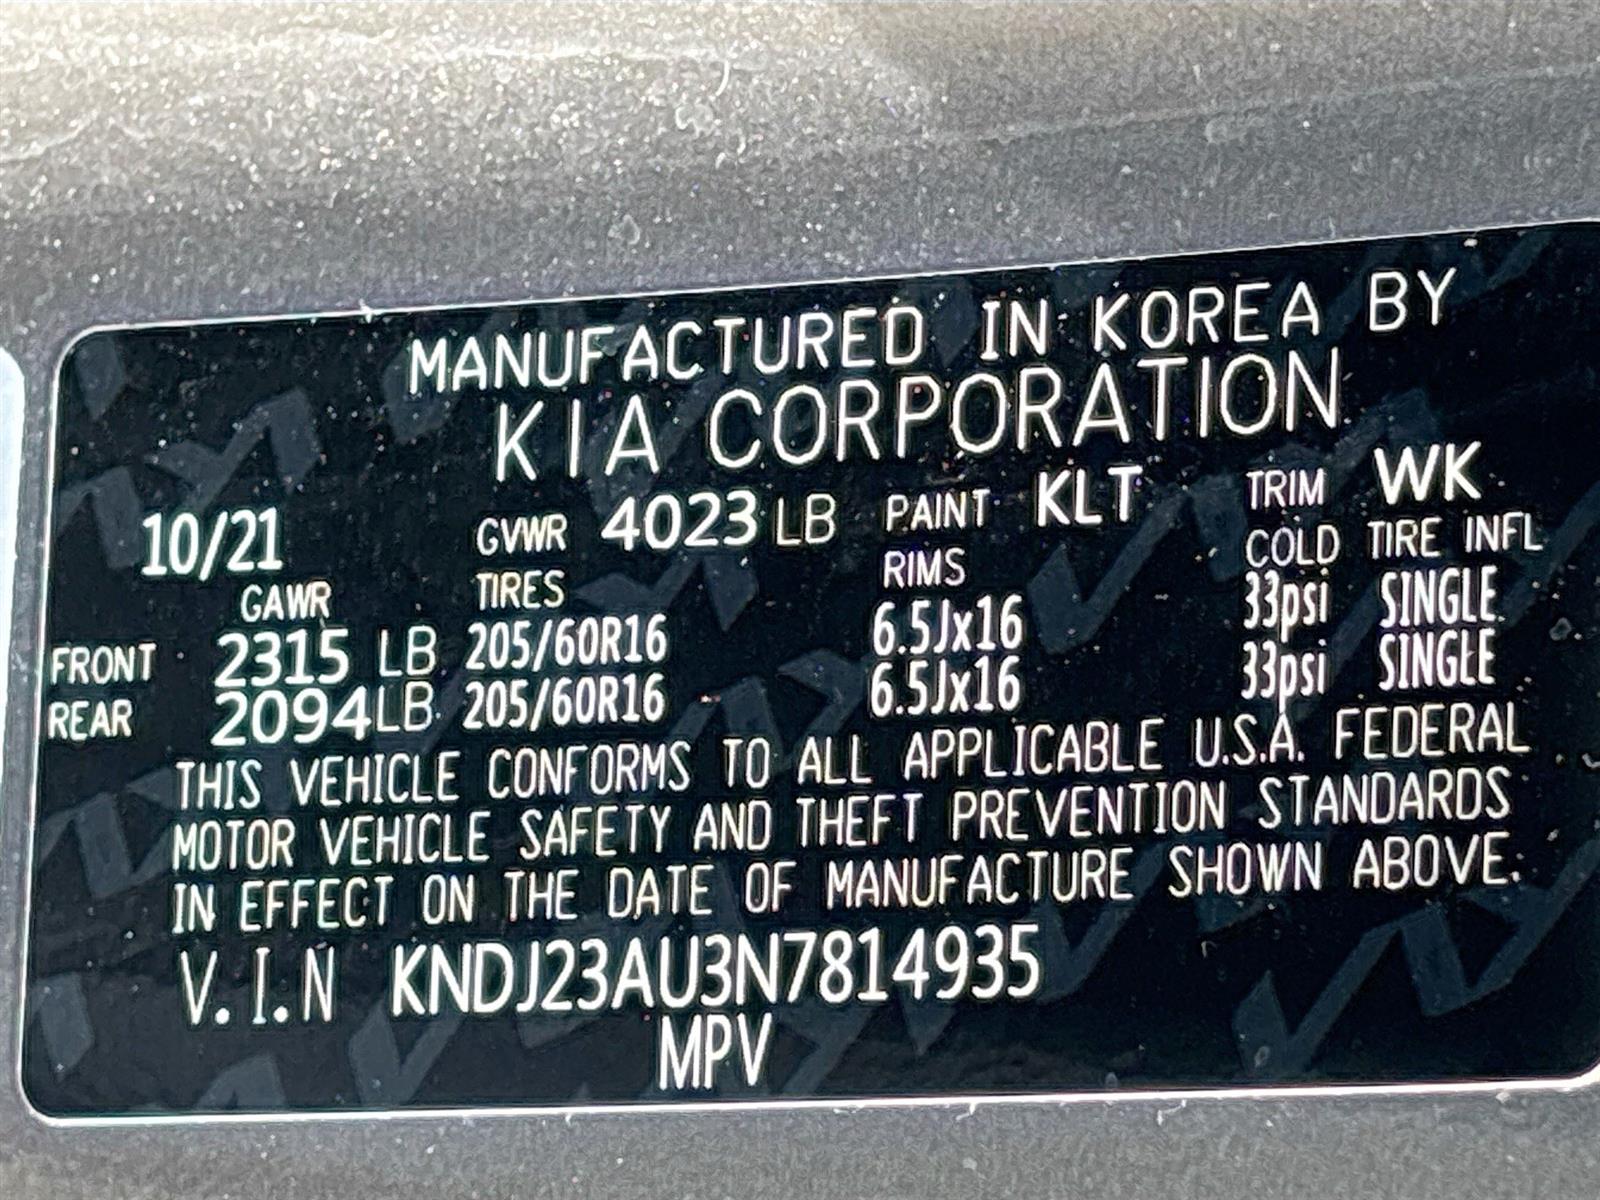 MANUFACTURED IN KOREA BY
KIA CORPORATION
10/21 GVWR 4023 LB PAINT KLT TRIM WK
GAWR TIRES RIMS COLD TIRE INFL
FRONT 2315 LB 205/60R16 6.5Jx16 33psi SINGLE
REAR 2094LB 205/60R16 6.5Jx16 33psi SINGLE
THIS VEHICLE CONFORMS TO ALL APPLICABLE U.S.A. FEDERAL
MOTOR VEHICLE SAFETY AND THEFT PREVENTION STANDARDS
IN EFFECT ON THE DATE OF MANUFACTURE SHOWN ABOVE.
V.I.N KNDJ23AU3N7814935
MPV